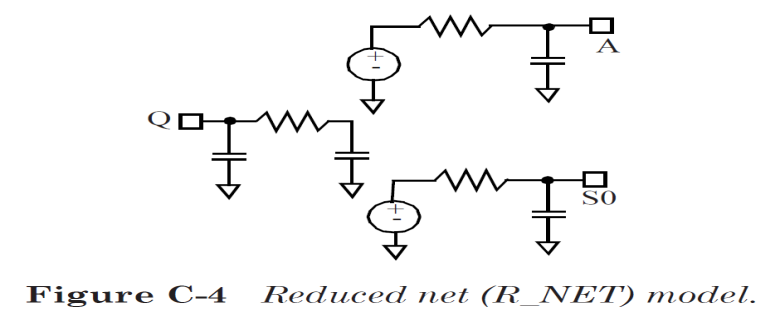 A
+
-
Q
+
-
S0
Figure C-4 Reduced net (R_NET) model.